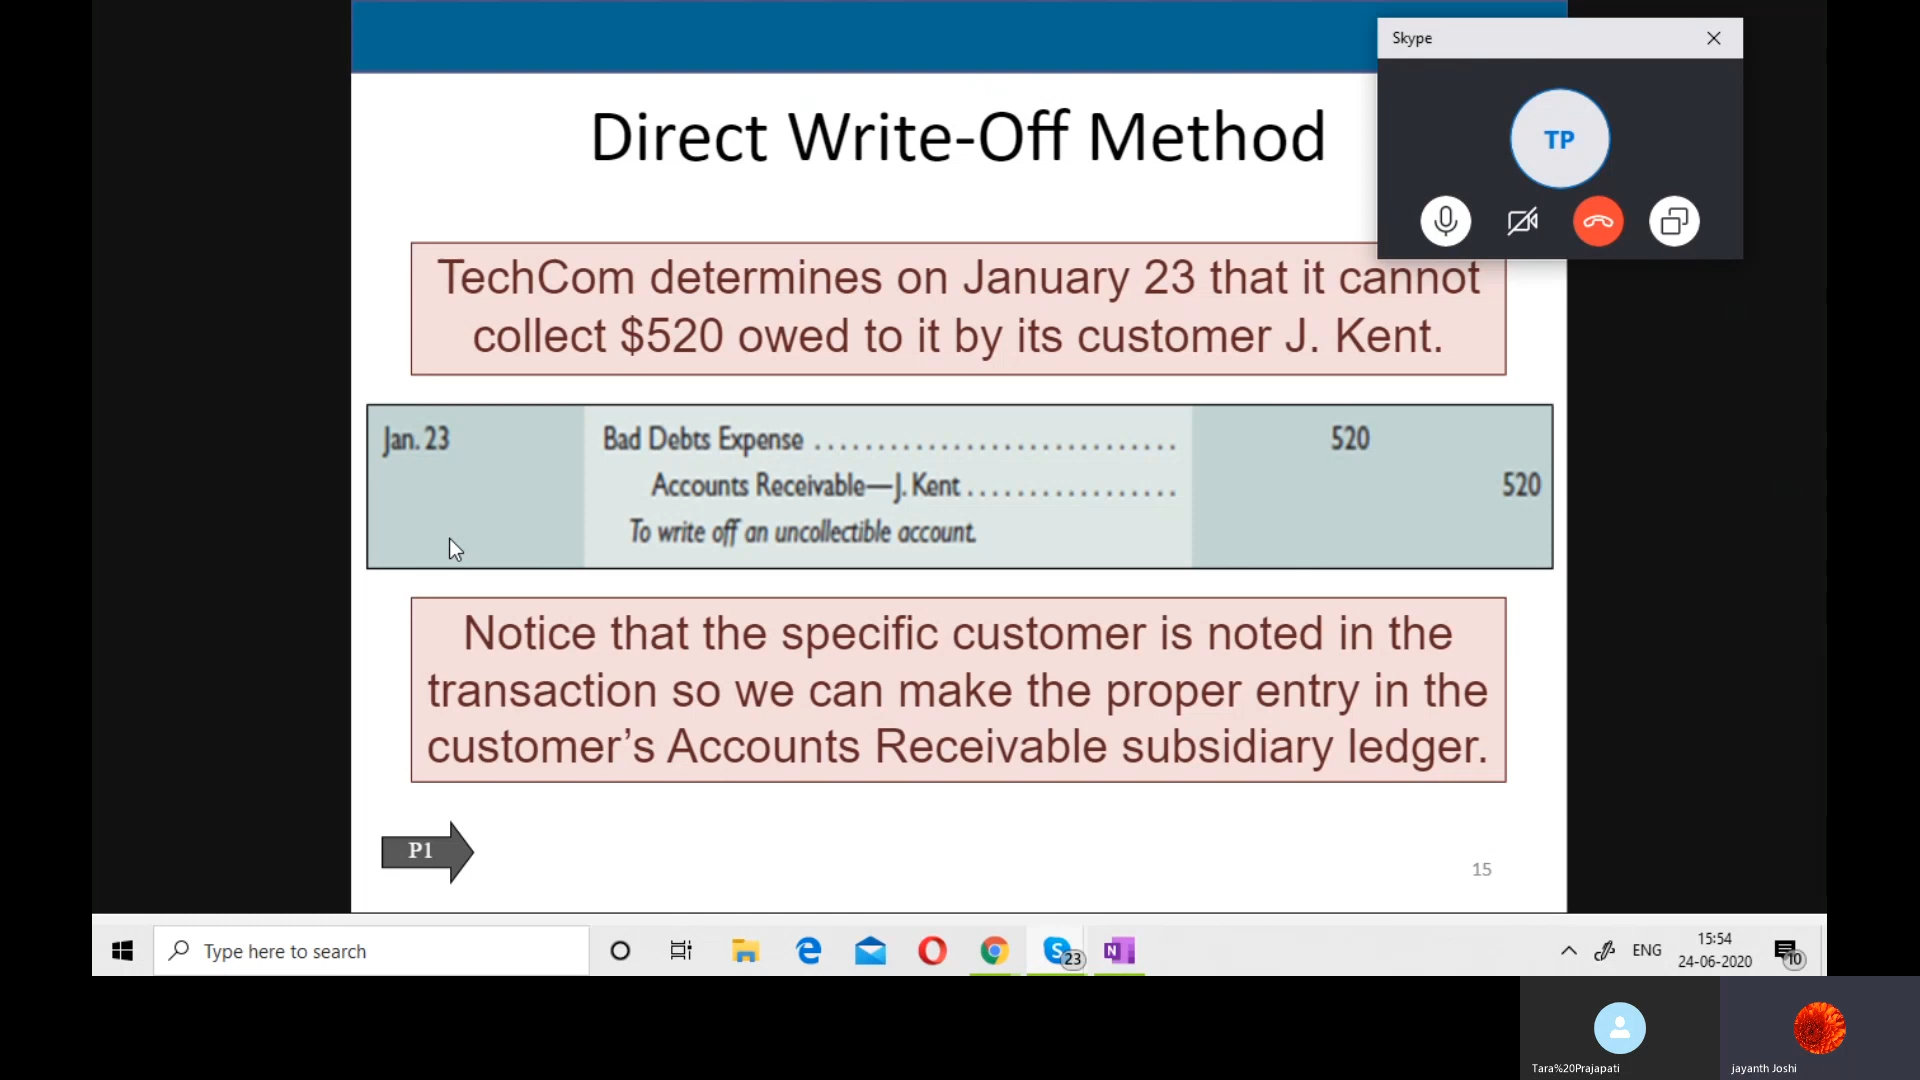 Skype
Direct Write-Off Method
TP
TechCom determines on January 23 that it cannot
collect $520 owed to it by its customer J. Kent.
Jan. 23 Bad Debts Expense ............................. 520
Accounts Receivable—J. Kent ................. 520
To write off an uncollectible account.
Notice that the specific customer is noted in the
transaction so we can make the proper entry in the
customer’s Accounts Receivable subsidiary ledger.
P1
15
Type here to search
23
N
ENG
15:54
24-06-2020
10
Tara%20Prajapati
jayanth Joshi